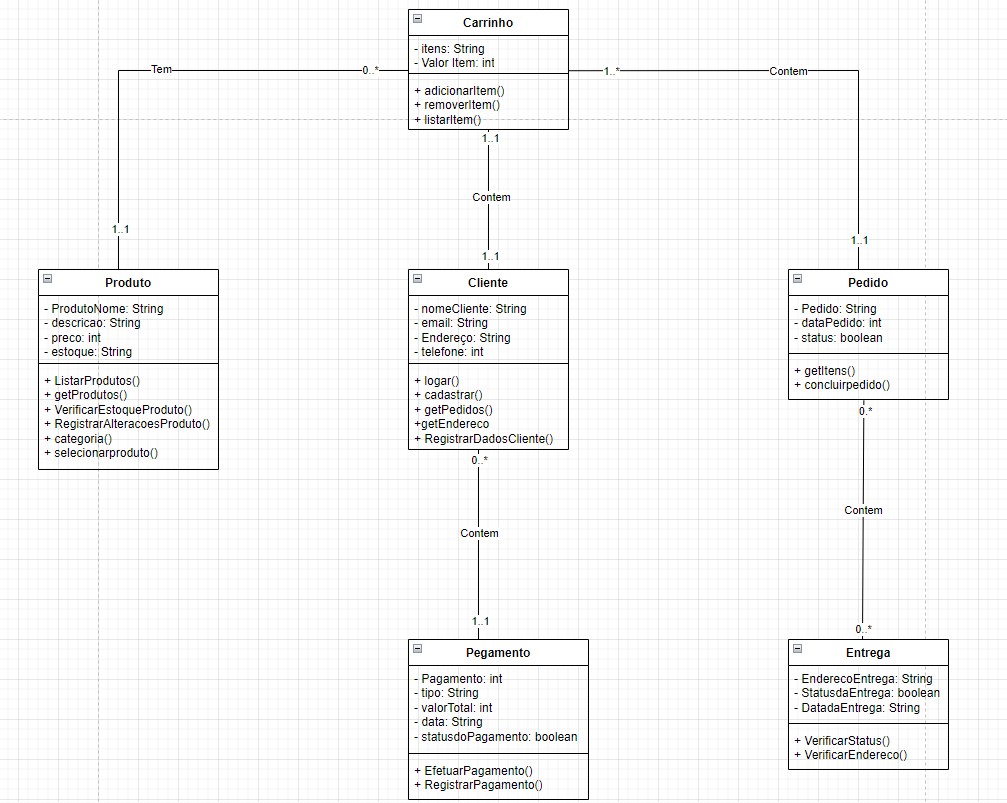 Carrinho
- itens: String
- Valor Item: int
+ adicionarItem()
+ removerItem()
+ listarItem()
Tem
0..*
1..*
Contem
1..1
Contem
1..1
1..1
1..1
Produto
- ProdutoNome: String
- descricao: String
- preco: int
- estoque: String
+ ListarProdutos()
+ getProdutos()
+ VerificarEstoqueProduto()
+ RegistrarAlteracoesProduto()
+ categoria()
+ selecionarproduto()
Cliente
- nomeCliente: String
- email: String
- Endereço: String
- telefone: int
+ logar()
+ cadastrar()
+ getPedidos()
+getEndereco
+ RegistrarDadosCliente()
Pedido
- Pedido: String
- dataPedido: int
- status: boolean
+ getItens()
+ concluirpedido()
0..*
0..*
Contem
Contem
1..1
0..*
Pegamento
- Pagamento: int
- tipo: String
- valorTotal: int
- data: String
- statusdoPagamento: boolean
+ EfetuarPagamento()
+ RegistrarPagamento()
Entrega
- EnderecoEntrega: String
- StatusdaEntrega: boolean
- DatadaEntrega: String
+ VerificarStatus()
+ VerificarEndereco()